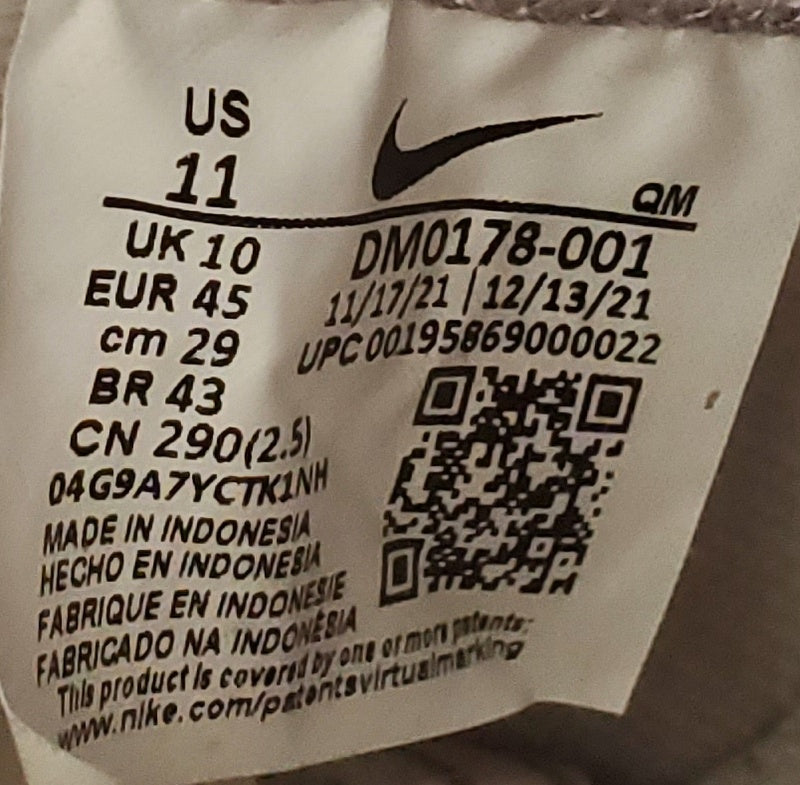 US
11
QM
UK 10
DM0178-001
EUR 45
11/17/21 | 12/13/21
cm 29
UPC 00195869000022
BR 43
CN 290(2.5)
04G9A7YCTK1NH
MADE IN INDONESIA
HECHO EN INDONESIA
FABRIQUE EN INDONESIE
FABRICADO NA INDONÉSIA
This product is covered by one or more patents:
www.nike.com/patentsvirtualmarking